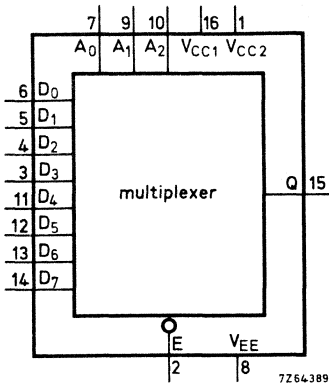 7 9 10 16 1
A0 A1 A2 VCC1 VCC2
6 D0
5 D1
4 D2
3 D3
11 D4
12 D5
13 D6
14 D7
multiplexer
Q 15
E VEE
2 8
7Z64389